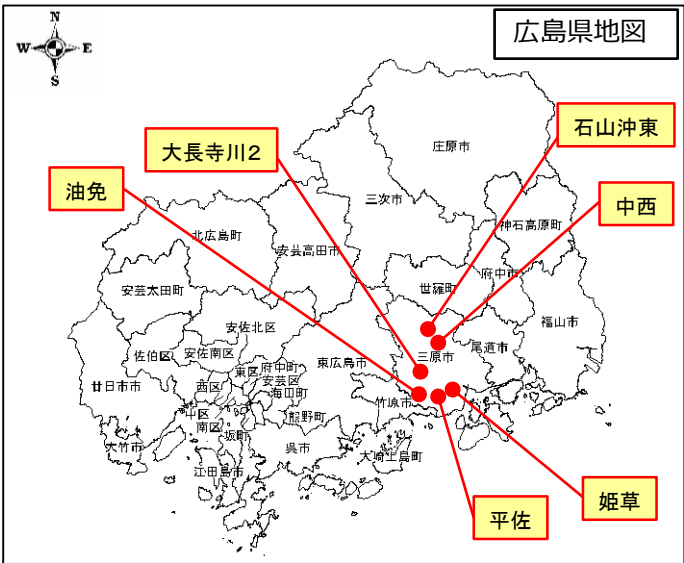 広島県地図
N
W E
S
石山沖東
大長寺川2
庄原市
油免
三次市
中西
神石高原町
北広島町
安芸高田市
府中市
世羅町
安芸太田町
福山市
安佐北区
三原市
尾道市
佐伯区
安佐南区
東区
府中町
東広島市
廿日市市
西区
安芸区
海田町
竹原市
中区
南区
坂町
熊野町
大竹市
呉市
大崎上島町
江田島市
平佐
姫草